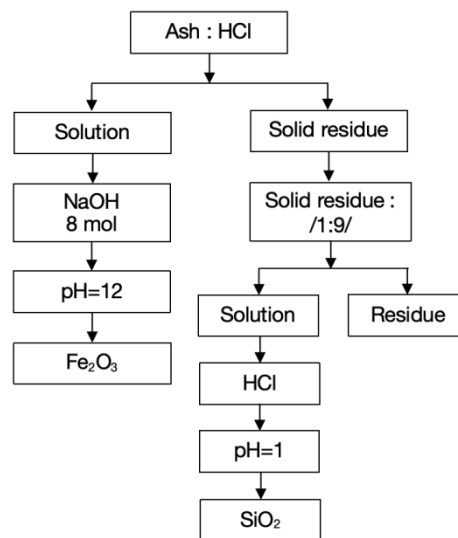 Ash : HCl
Solution
Solid residue
NaOH
8 mol
Solid residue :
/1:9/
pH=12
Solution
Residue
Fe₂O₃
HCl
pH=1
SiO₂